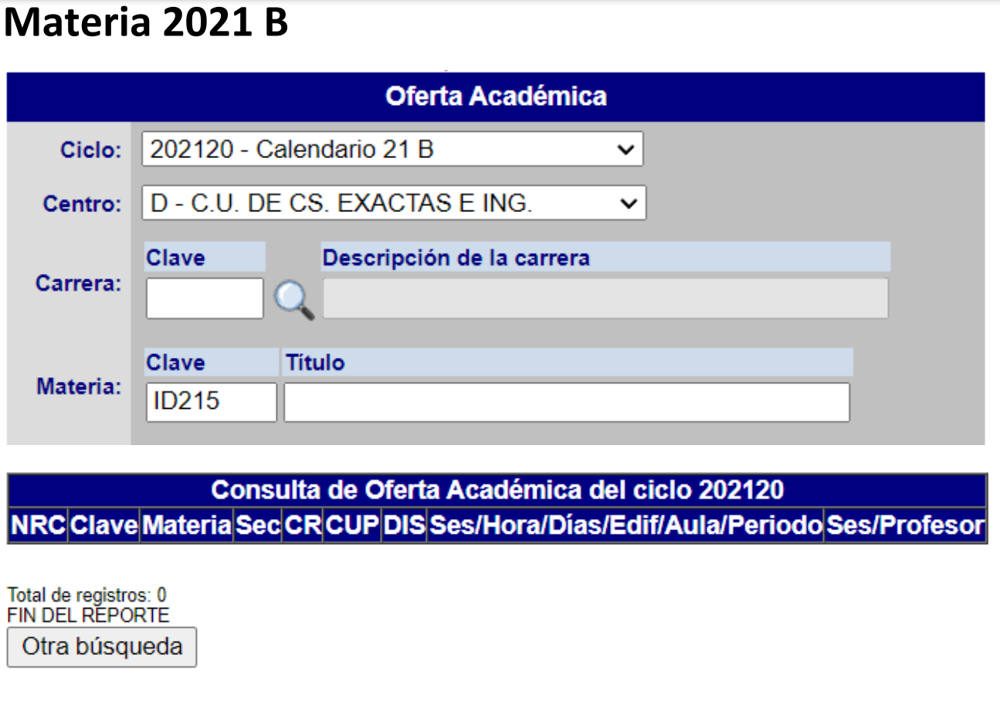 Materia 2021 B
Oferta Académica
Ciclo: 202120 - Calendario 21 B
Centro: D - C.U. DE CS. EXACTAS E ING.
Clave Descripción de la carrera
Carrera:
Clave Título
Materia: ID215
Consulta de Oferta Académica del ciclo 202120
NRC Clave Materia Sec CR CUP DIS Ses/Hora/Días/Edif/Aula/Periodo Ses/Profesor
Total de registros: 0
FIN DEL REPORTE
Otra búsqueda